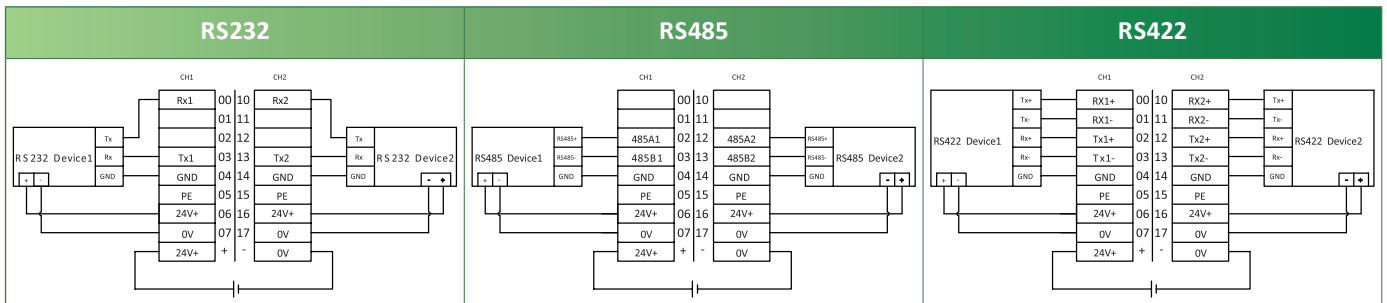 RS232
RS485
RS422
CH1 CH2
Rx1 00 10 Rx2
01 11
Tx 02 12 Tx
RS 232 Device1 Rx Tx1 03 13 Tx2 Rx RS 232 Device2
GND GND 04 14 GND GND
+ - PE 05 15 PE - +
24V+ 06 16 24V+
0V 07 17 0V
24V+ + - 0V
CH1 CH2
00 10
01 11
RS485+ 485A1 02 12 485A2 RS485+
RS485 Device1 RS485- 485B1 03 13 485B2 RS485- RS485 Device2
GND GND 04 14 GND GND
+ - PE 05 15 PE - +
24V+ 06 16 24V+
0V 07 17 0V
24V+ + - 0V
CH1 CH2
Tx+ RX1+ 00 10 RX2+ Tx+
Tx- RX1- 01 11 RX2- Tx-
RS422 Device1 Rx+ Tx1+ 02 12 Tx2+ Rx+ RS422 Device2
Rx- Tx1- 03 13 Tx2- Rx-
GND GND 04 14 GND GND
+ - PE 05 15 PE - +
24V+ 06 16 24V+
0V 07 17 0V
24V+ + - 0V